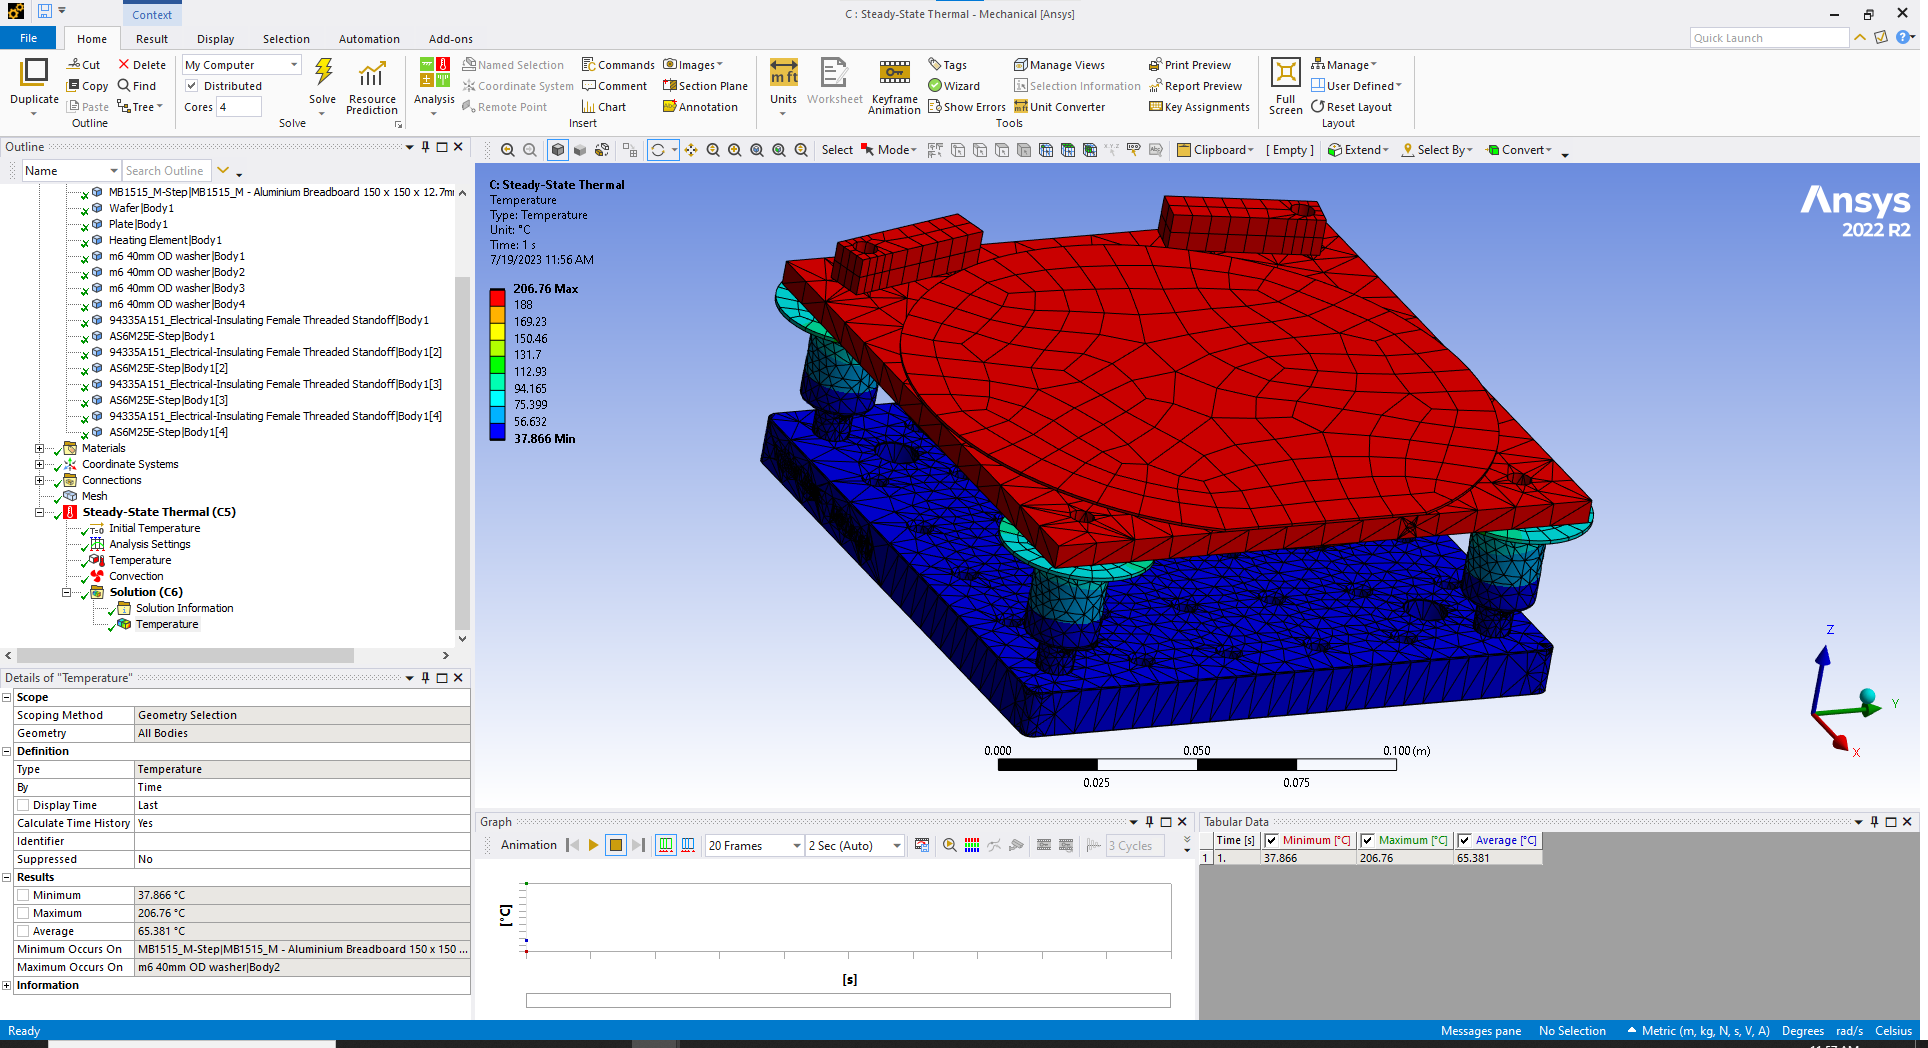 C : Steady-State Thermal - Mechanical [Ansys]
Context
File Home Result Display Selection Automation Add-ons
Quick Launch
Duplicate
Cut
Copy
Paste
Delete
Find
Tree
Outline
My Computer
Distributed
Cores 4
Solve
Resource Prediction
Solve
Analysis
Named Selection
Coordinate System
Remote Point
Commands
Comment
Chart
Images
Section Plane
Annotation
Insert
Units
Worksheet
Keyframe Animation
Tags
Wizard
Show Errors
Manage Views
Selection Information
Unit Converter
Print Preview
Report Preview
Key Assignments
Tools
Full Screen
Manage
User Defined
Reset Layout
Layout
Outline
Name Search Outline
MB1515_M-Step|MB1515_M - Aluminium Breadboard 150 x 150 x 12.7m
Wafer|Body1
Plate|Body1
Heating Element|Body1
m6 40mm OD washer|Body1
m6 40mm OD washer|Body2
m6 40mm OD washer|Body3
m6 40mm OD washer|Body4
94335A151_Electrical-Insulating Female Threaded Standoff|Body1
AS6M25E-Step|Body1
94335A151_Electrical-Insulating Female Threaded Standoff|Body1[2]
AS6M25E-Step|Body1[2]
94335A151_Electrical-Insulating Female Threaded Standoff|Body1[3]
AS6M25E-Step|Body1[3]
94335A151_Electrical-Insulating Female Threaded Standoff|Body1[4]
AS6M25E-Step|Body1[4]
Materials
Coordinate Systems
Connections
Mesh
Steady-State Thermal (C5)
Initial Temperature
Analysis Settings
Temperature
Convection
Solution (C6)
Solution Information
Temperature
Details of "Temperature"
Scope
Scoping Method Geometry Selection
Geometry All Bodies
Definition
Type Temperature
By Time
Display Time Last
Calculate Time History Yes
Identifier
Suppressed No
Results
Minimum 37.866 °C
Maximum 206.76 °C
Average 65.381 °C
Minimum Occurs On MB1515_M-Step|MB1515_M - Aluminium Breadboard 150 x 150 ...
Maximum Occurs On m6 40mm OD washer|Body2
Information
Select Mode Clipboard [ Empty ] Extend Select By Convert
C: Steady-State Thermal
Temperature
Type: Temperature
Unit: °C
Time: 1 s
7/19/2023 11:56 AM
206.76 Max
188
169.23
150.46
131.7
112.93
94.165
75.399
56.632
37.866 Min
Ansys
2022 R2
0.000 0.050 0.100 (m)
0.025 0.075
Z
Y
X
Graph
Animation 20 Frames 2 Sec (Auto) 3 Cycles
[°C]
[s]
Tabular Data
Time [s] Minimum [°C] Maximum [°C] Average [°C]
1 1. 37.866 206.76 65.381
Ready Messages pane No Selection Metric (m, kg, N, s, V, A) Degrees rad/s Celsius